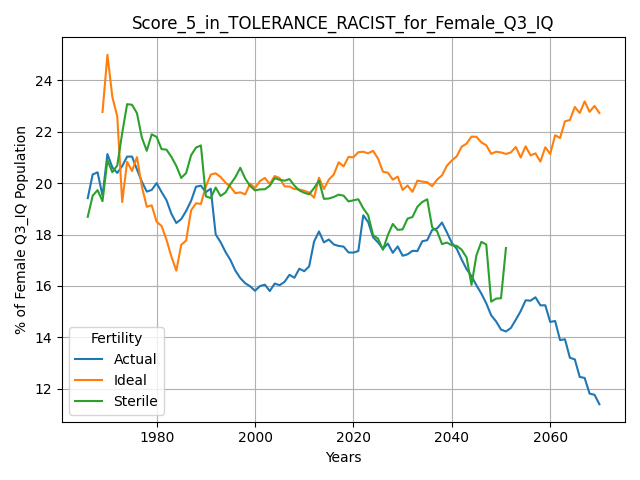 Score_5_in_TOLERANCE_RACIST_for_Female_Q3_IQ
% of Female Q3_IQ Population
24
22
20
18
16
14
12
Fertility
Actual
Ideal
Sterile
1980
2000
2020
2040
2060
Years